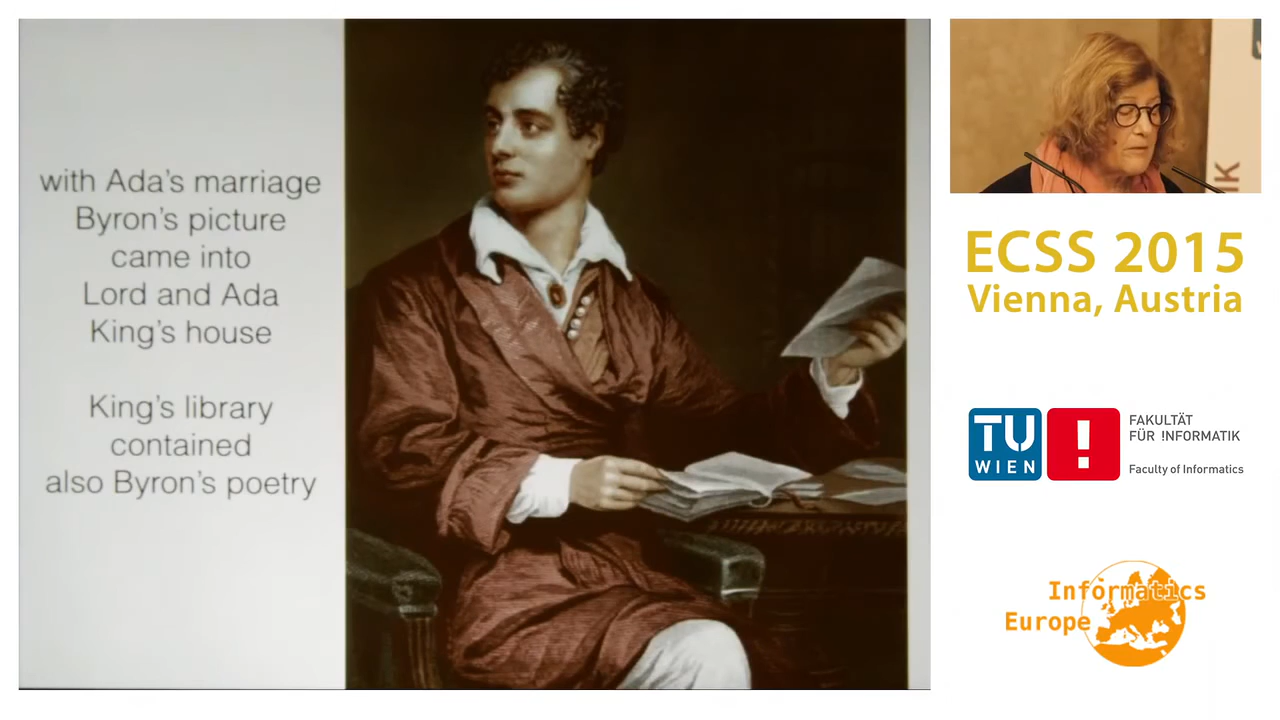 with Ada's marriage
Byron's picture
came into
Lord and Ada
King's house
King's library
contained
also Byron's poetry
IK
ECSS 2015
Vienna, Austria
TU
WIEN
!
FAKULTÄT
FÜR !NFORMATIK
Faculty of Informatics
Informatics
Europe